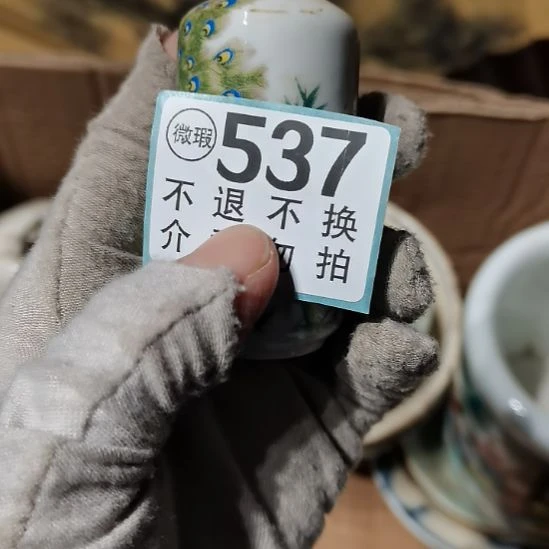 微瑕 537
不退不换
介 拍